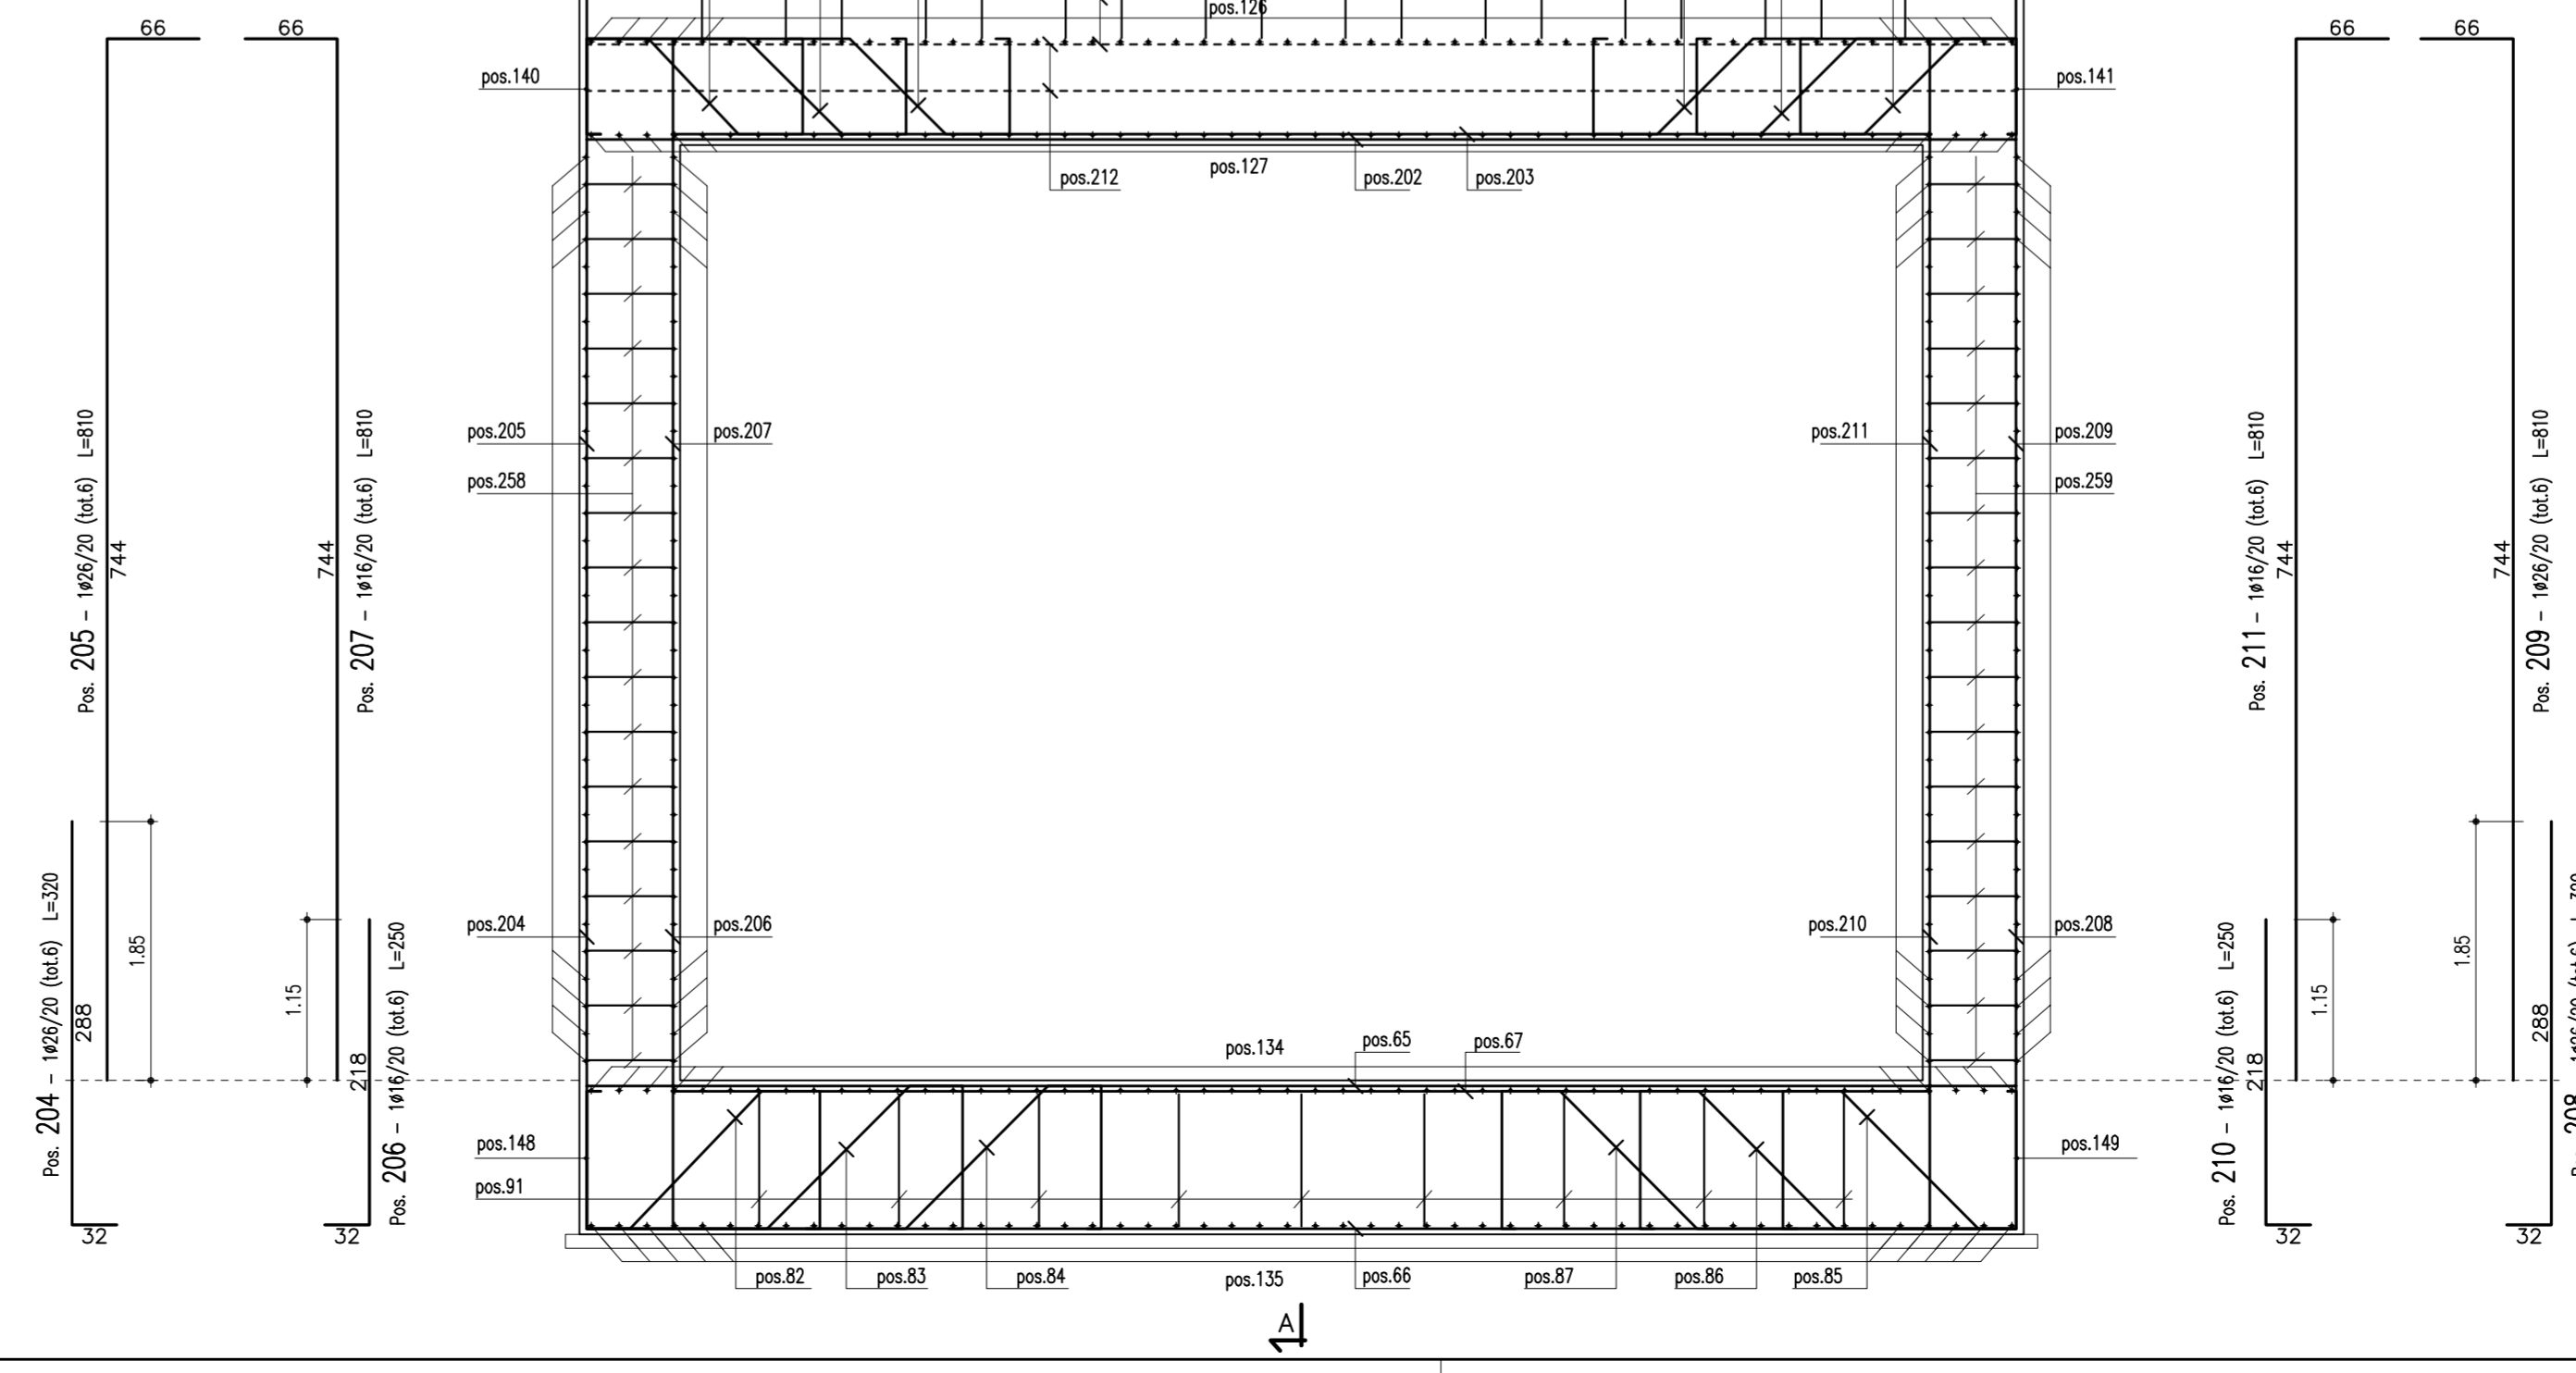 66
66
66
66
pos.126
pos.140
pos.141
pos.212
pos.127
pos.202
pos.203
Pos. 205 – 1ø26/20 (tot.6) L=810
744
744
Pos. 207 – 1ø16/20 (tot.6) L=810
pos.205
pos.207
pos.258
pos.211
pos.209
pos.259
Pos. 211 – 1ø16/20 (tot.6) L=810
744
744
Pos. 209 – 1ø26/20 (tot.6) L=810
Pos. 204 – 1ø26/20 (tot.6) L=320
288
1.85
1.15
218
Pos. 206 – 1ø16/20 (tot.6) L=250
32
32
pos.204
pos.206
pos.210
pos.208
pos.134
pos.65
pos.67
pos.148
pos.149
pos.91
pos.82
pos.83
pos.84
pos.135
pos.66
pos.87
pos.86
pos.85
A
Pos. 210 – 1ø16/20 (tot.6) L=250
218
1.15
1.85
288
208
32
32